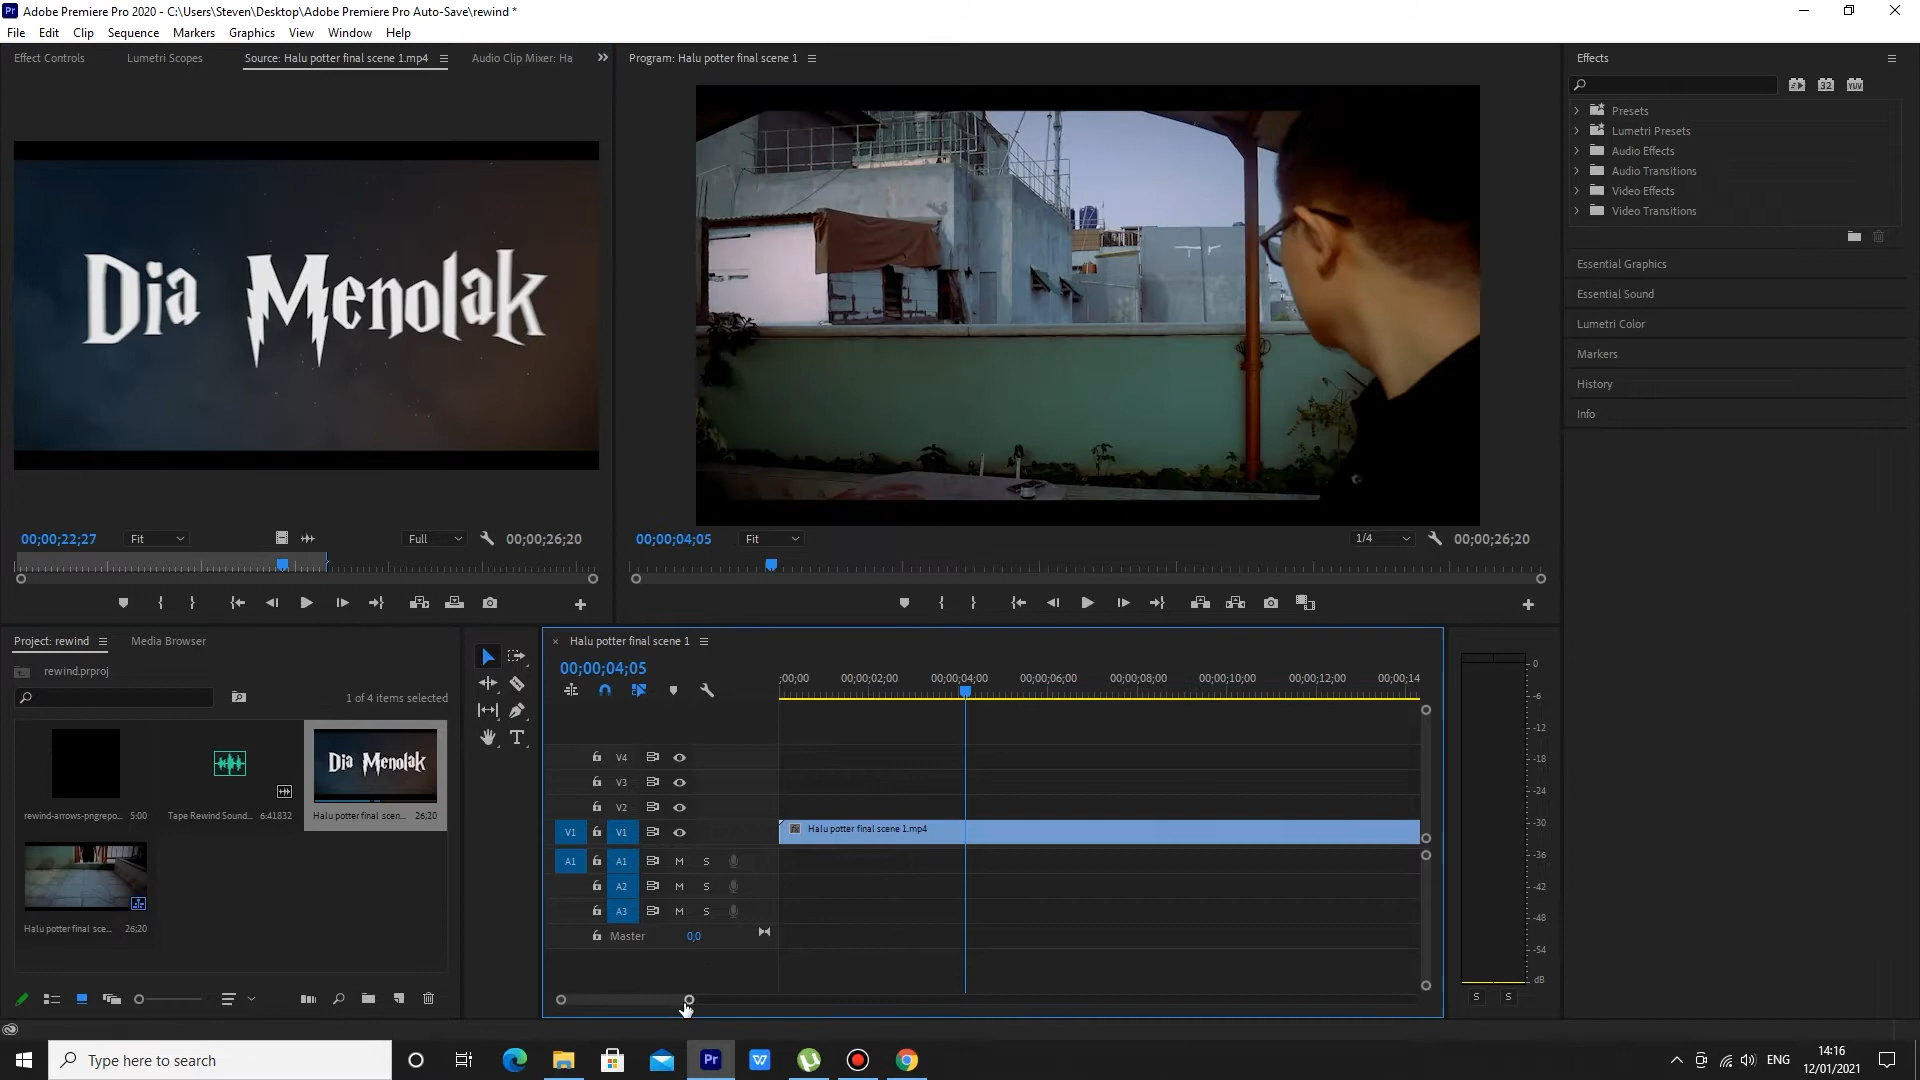 Adobe Premiere Pro 2020 - C:\Users\Steven\Desktop\Adobe Premiere Pro Auto-Save\rewind *
File Edit Clip Sequence Markers Graphics View Window Help
Effect Controls Lumetri Scopes Source: Halu potter final scene 1.mp4 Audio Clip Mixer: Ha
Program: Halu potter final scene 1
Effects
Presets
Lumetri Presets
Audio Effects
Audio Transitions
Video Effects
Video Transitions
Essential Graphics
Essential Sound
Lumetri Color
Markers
History
Info
Dia Menolak
00;00;22;27 Fit Full 00;00;26;20
00;00;04;05 Fit 1/4 00;00;26;20
Project: rewind Media Browser
rewind.prproj
1 of 4 items selected
Dia Menolak
rewind-arrows-pngrepo... 5:00
Tape Rewind Sound... 6:41832
Halu potter final scen... 26;20
Halu potter final sce... 26;20
Halu potter final scene 1
00;00;04;05
;00;00 00;00;02;00 00;00;04;00 00;00;06;00 00;00;08;00 00;00;10;00 00;00;12;00 00;00;14
V4
V3
V2
V1 V1 Halu potter final scene 1.mp4
A1 A1 M S
A2 M S
A3 M S
Master 0,0
0
-6
-12
-18
-24
-30
-36
-42
-48
-54
dB
S S
Type here to search
ENG
14:16
12/01/2021